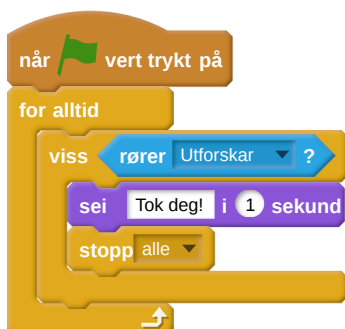 når vert trykt på
for alltid
viss rører Utforskar ?
sei Tok deg! i 1 sekund
stopp alle